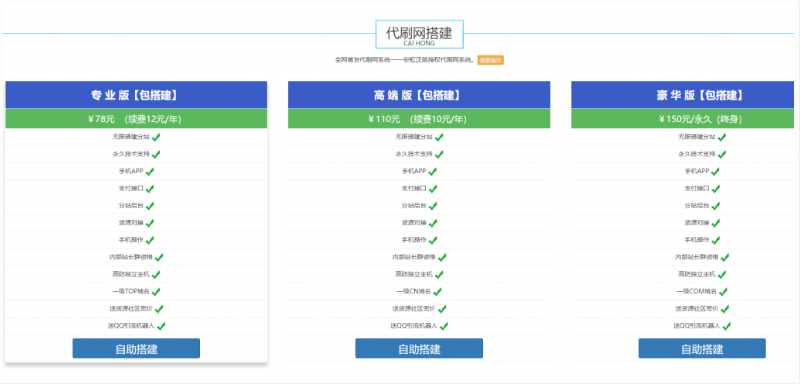 代刷网搭建
CAI HONG
全网首发代刷网系统——彩虹正版授权代刷网系统。
专 业 版【包搭建】
¥ 78元 （续费12元/年）
无限搭建分站
永久技术支持
手机APP
支付接口
分站后台
货源对接
手机操作
内部站长群资格
高防独立主机
一级TOP域名
送货源社区密价
送QQ引流机器人
自助搭建
高 端 版【包搭建】
¥ 110元 （续费10元/年）
无限搭建分站
永久技术支持
手机APP
支付接口
分站后台
货源对接
手机操作
内部站长群资格
高防独立主机
一级CN域名
送货源社区密价
送QQ引流机器人
自助搭建
豪 华 版【包搭建】
¥ 150元/永久（终身）
无限搭建分站
永久技术支持
手机APP
支付接口
分站后台
货源对接
手机操作
内部站长群资格
高防独立主机
一级COM域名
送货源社区密价
送QQ引流机器人
自助搭建